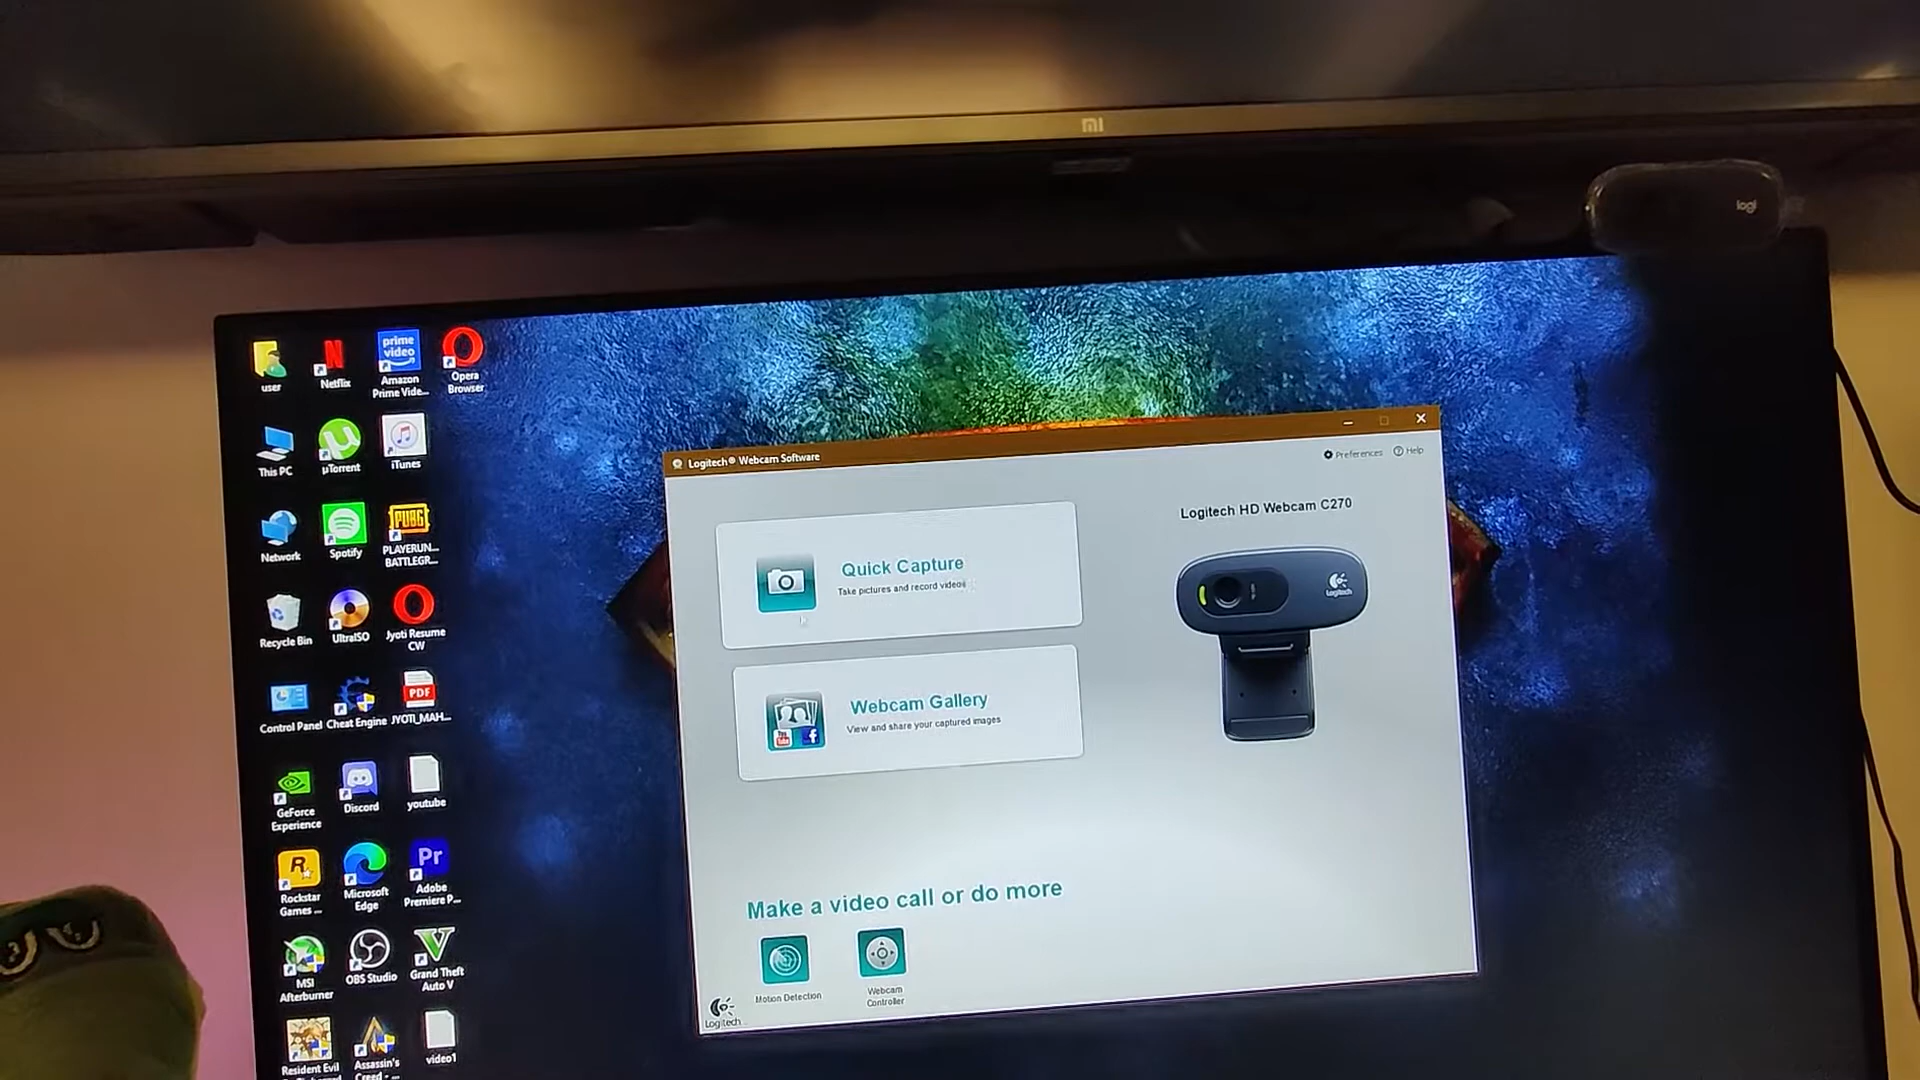 mi
logi
user
Netflix
prime
video
Amazon
Prime Vide...
Opera
Browser
This PC
µTorrent
iTunes
Network
Spotify
PUBG
PLAYERUN...
BATTLEGR...
Recycle Bin
UltraISO
Jyoti Resume
CW
Control Panel
Cheat Engine
PDF
JYOTI_MAH...
GeForce
Experience
Discord
youtube
R
Rockstar
Games ...
Microsoft
Edge
Pr
Adobe
Premiere P...
MSI
Afterburner
OBS Studio
V
Grand Theft
Auto V
Resident Evil
Assassin's
Creed - ...
video1
Logitech® Webcam Software
Preferences
Help
Quick Capture
Take pictures and record videos
Webcam Gallery
View and share your captured images
You
Tube
f
Logitech HD Webcam C270
Logitech
Make a video call or do more
Motion Detection
Webcam
Controller
Logitech